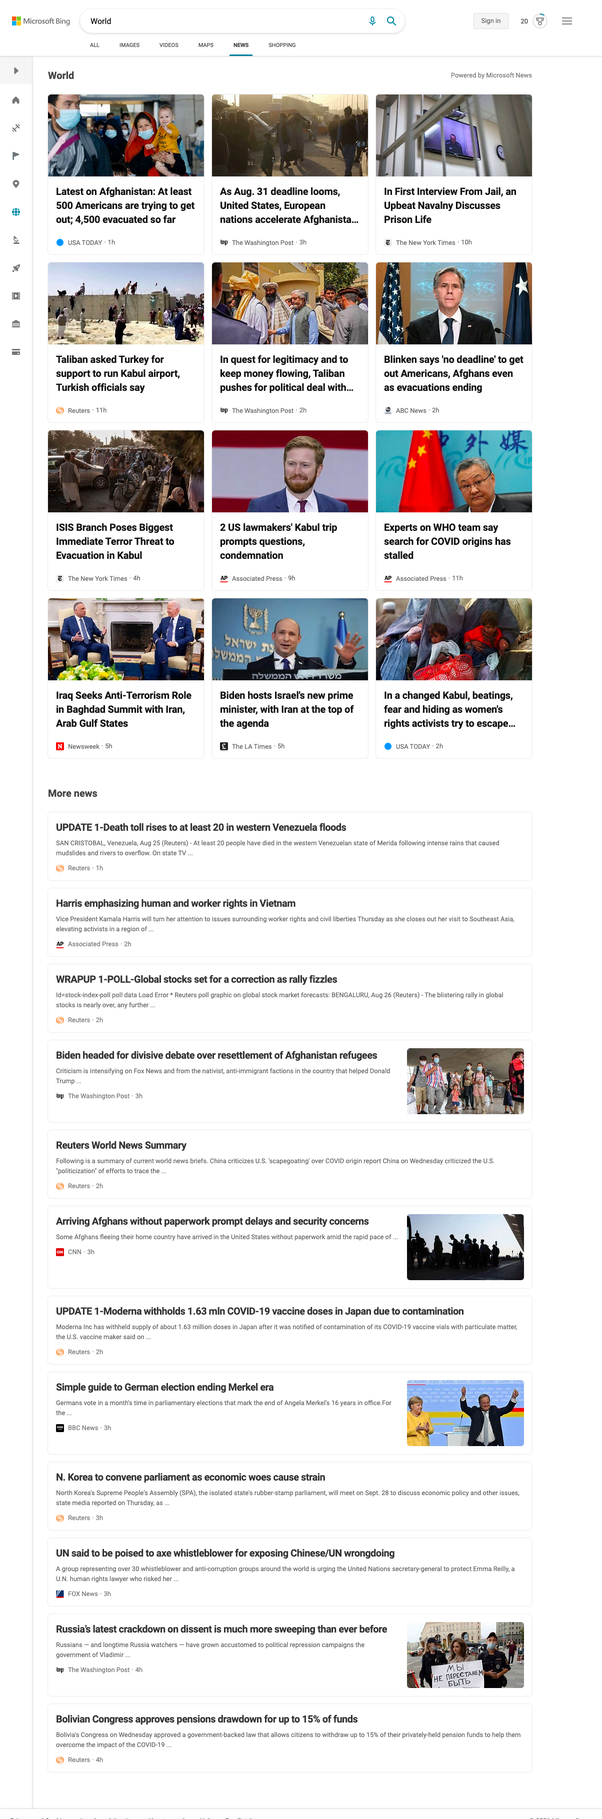 Microsoft Bing
World
Sign in
20
ALL
IMAGES
VIDEOS
MAPS
NEWS
SHOPPING
World
Powered by Microsoft News
Latest on Afghanistan: At least
500 Americans are trying to get
out; 4,500 evacuated so far
USA TODAY · 1h
As Aug. 31 deadline looms,
United States, European
nations accelerate Afghanista...
wp The Washington Post · 3h
In First Interview From Jail, an
Upbeat Navalny Discusses
Prison Life
The New York Times · 10h
Taliban asked Turkey for
support to run Kabul airport,
Turkish officials say
Reuters · 11h
In quest for legitimacy and to
keep money flowing, Taliban
pushes for political deal with...
wp The Washington Post · 2h
Blinken says 'no deadline' to get
out Americans, Afghans even
as evacuations ending
ABC News · 2h
ISIS Branch Poses Biggest
Immediate Terror Threat to
Evacuation in Kabul
The New York Times · 4h
2 US lawmakers' Kabul trip
prompts questions,
condemnation
AP Associated Press · 9h
外媒
Experts on WHO team say
search for COVID origins has
stalled
AP Associated Press · 11h
Iraq Seeks Anti-Terrorism Role
in Baghdad Summit with Iran,
Arab Gulf States
N Newsweek · 5h
ישראל
Biden hosts Israel's new prime
minister, with Iran at the top of
the agenda
The LA Times · 5h
In a changed Kabul, beatings,
fear and hiding as women's
rights activists try to escape...
USA TODAY · 2h
More news
UPDATE 1-Death toll rises to at least 20 in western Venezuela floods
SAN CRISTOBAL, Venezuela, Aug 25 (Reuters) - At least 20 people have died in the western Venezuelan state of Merida following intense rains that caused
mudslides and rivers to overflow. On state TV ...
Reuters · 1h
Harris emphasizing human and worker rights in Vietnam
Vice President Kamala Harris will turn her attention to issues surrounding worker rights and civil liberties Thursday as she closes out her visit to Southeast Asia,
elevating activists in a region of ...
AP Associated Press · 2h
WRAPUP 1-POLL-Global stocks set for a correction as rally fizzles
Id=stock-index-poll poll data Load Error * Reuters poll graphic on global stock market forecasts: BENGALURU, Aug 26 (Reuters) - The blistering rally in global
stocks is nearly over, any further ...
Reuters · 2h
Biden headed for divisive debate over resettlement of Afghanistan refugees
Criticism is intensifying on Fox News and from the nativist, anti-immigrant factions in the country that helped Donald
Trump ...
wp The Washington Post · 3h
Reuters World News Summary
Following is a summary of current world news briefs. China criticizes U.S. 'scapegoating' over COVID origin report China on Wednesday criticized the U.S.
"politicization" of efforts to trace the ...
Reuters · 2h
Arriving Afghans without paperwork prompt delays and security concerns
Some Afghans fleeing their home country have arrived in the United States without paperwork amid the rapid pace of ...
CNN CNN · 3h
UPDATE 1-Moderna withholds 1.63 mln COVID-19 vaccine doses in Japan due to contamination
Moderna Inc has withheld supply of about 1.63 million doses in Japan after it was notified of contamination of its COVID-19 vaccine vials with particulate matter,
the U.S. vaccine maker said on ...
Reuters · 2h
Simple guide to German election ending Merkel era
Germans vote in a month's time in parliamentary elections that mark the end of Angela Merkel's 16 years in office.For
the ...
BBC News · 3h
N. Korea to convene parliament as economic woes cause strain
North Korea's Supreme People's Assembly (SPA), the isolated state's rubber-stamp parliament, will meet on Sept. 28 to discuss economic policy and other issues,
state media reported on Thursday, as ...
Reuters · 3h
UN said to be poised to axe whistleblower for exposing Chinese/UN wrongdoing
A group representing over 30 whistleblower and anti-corruption groups around the world is urging the United Nations secretary-general to protect Emma Reilly, a
U.N. human rights lawyer who risked her ...
FOX News · 3h
Russia's latest crackdown on dissent is much more sweeping than ever before
Russians — and longtime Russia watchers — have grown accustomed to political repression campaigns the
government of Vladimir ...
wp The Washington Post · 4h
МЫ
НЕ ПЕРЕСТАНЕМ
БЫТЬ
Bolivian Congress approves pensions drawdown for up to 15% of funds
Bolivia's Congress on Wednesday approved a government-backed law that allows citizens to withdraw up to 15% of their privately-held pension funds to help them
overcome the impact of the COVID-19 ...
Reuters · 4h